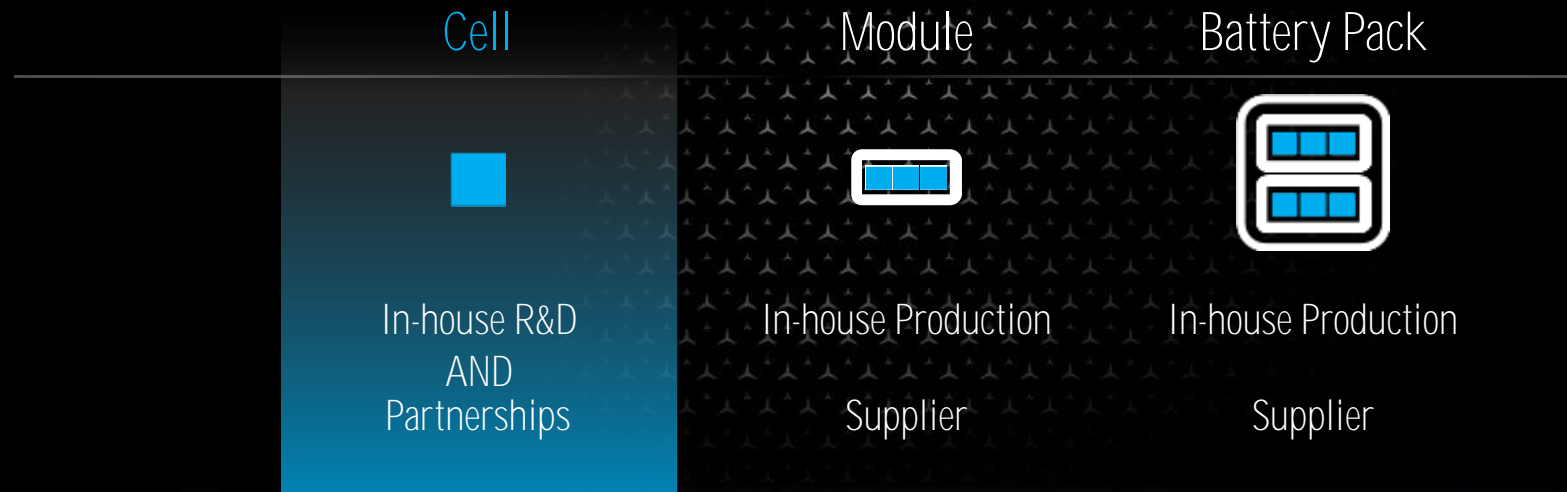 Cell
Module
Battery Pack
In-house R&D
AND
Partnerships
In-house Production
Supplier
In-house Production
Supplier